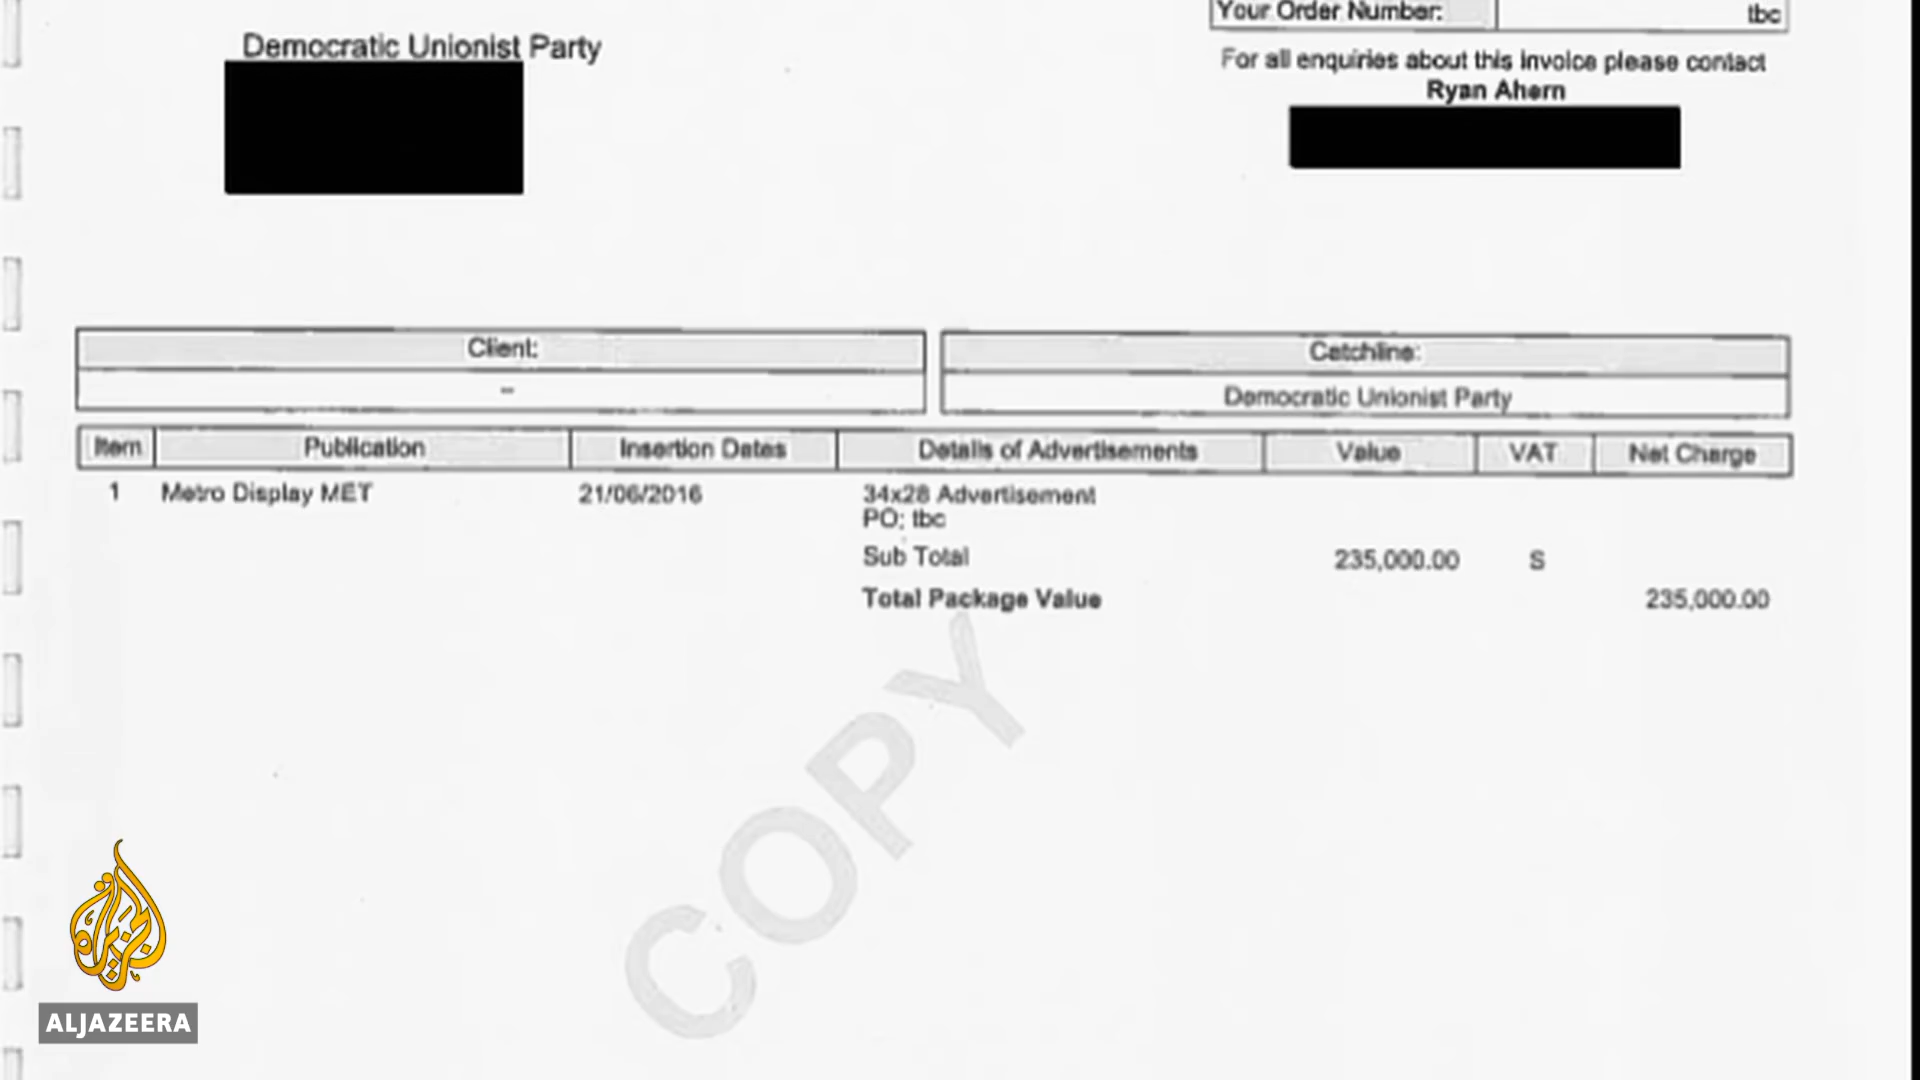 Your Order Number: tbc
Democratic Unionist Party
For all enquiries about this invoice please contact
Ryan Ahern
Client:
--
Catchline:
Democratic Unionist Party
Item Publication Insertion Dates Details of Advertisements Value VAT Net Charge
1 Metro Display MET 21/06/2016 34x28 Advertisement
PO: tbc
Sub Total 235,000.00 S
Total Package Value 235,000.00
COPY
الجزيرة
ALJAZEERA